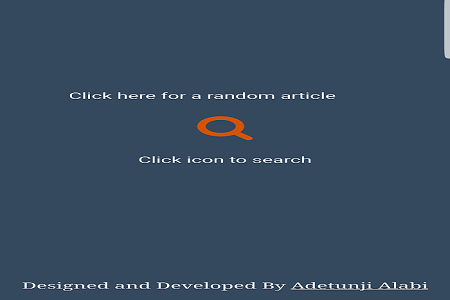 Click here for a random article
Click icon to search
Designed and Developed By Adetunji Alabi